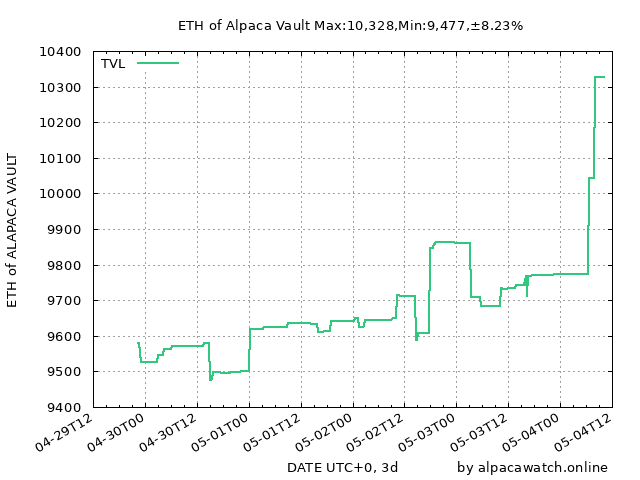 ETH of Alpaca Vault Max:10,328,Min:9,477,±8.23%
TVL
10400
10300
10200
10100
10000
9900
9800
9700
9600
9500
9400
ETH of ALAPACA VAULT
04-29T12
04-30T00
04-30T12
05-01T00
05-01T12
05-02T00
05-02T12
05-03T00
05-03T12
05-04T00
05-04T12
DATE UTC+0, 3d
by alpacawatch.online